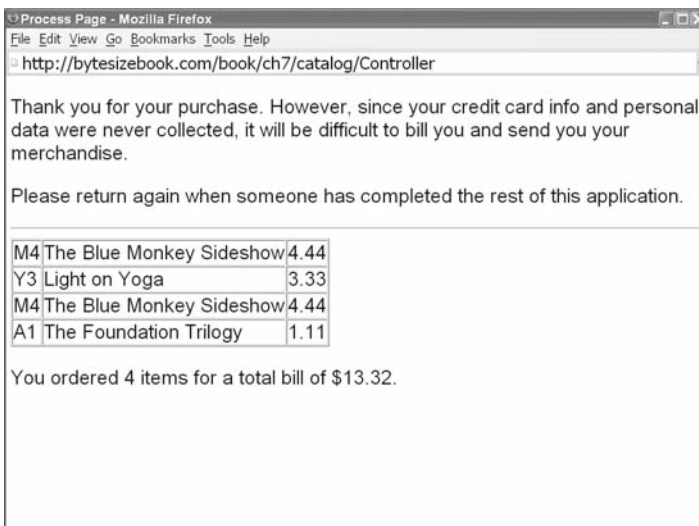 Process Page - Mozilla Firefox
File Edit View Go Bookmarks Tools Help
http://bytesizebook.com/book/ch7/catalog/Controller
Thank you for your purchase. However, since your credit card info and personal
data were never collected, it will be difficult to bill you and send you your
merchandise.
Please return again when someone has completed the rest of this application.
M4 The Blue Monkey Sideshow 4.44
Y3 Light on Yoga 3.33
M4 The Blue Monkey Sideshow 4.44
A1 The Foundation Trilogy 1.11
You ordered 4 items for a total bill of $13.32.